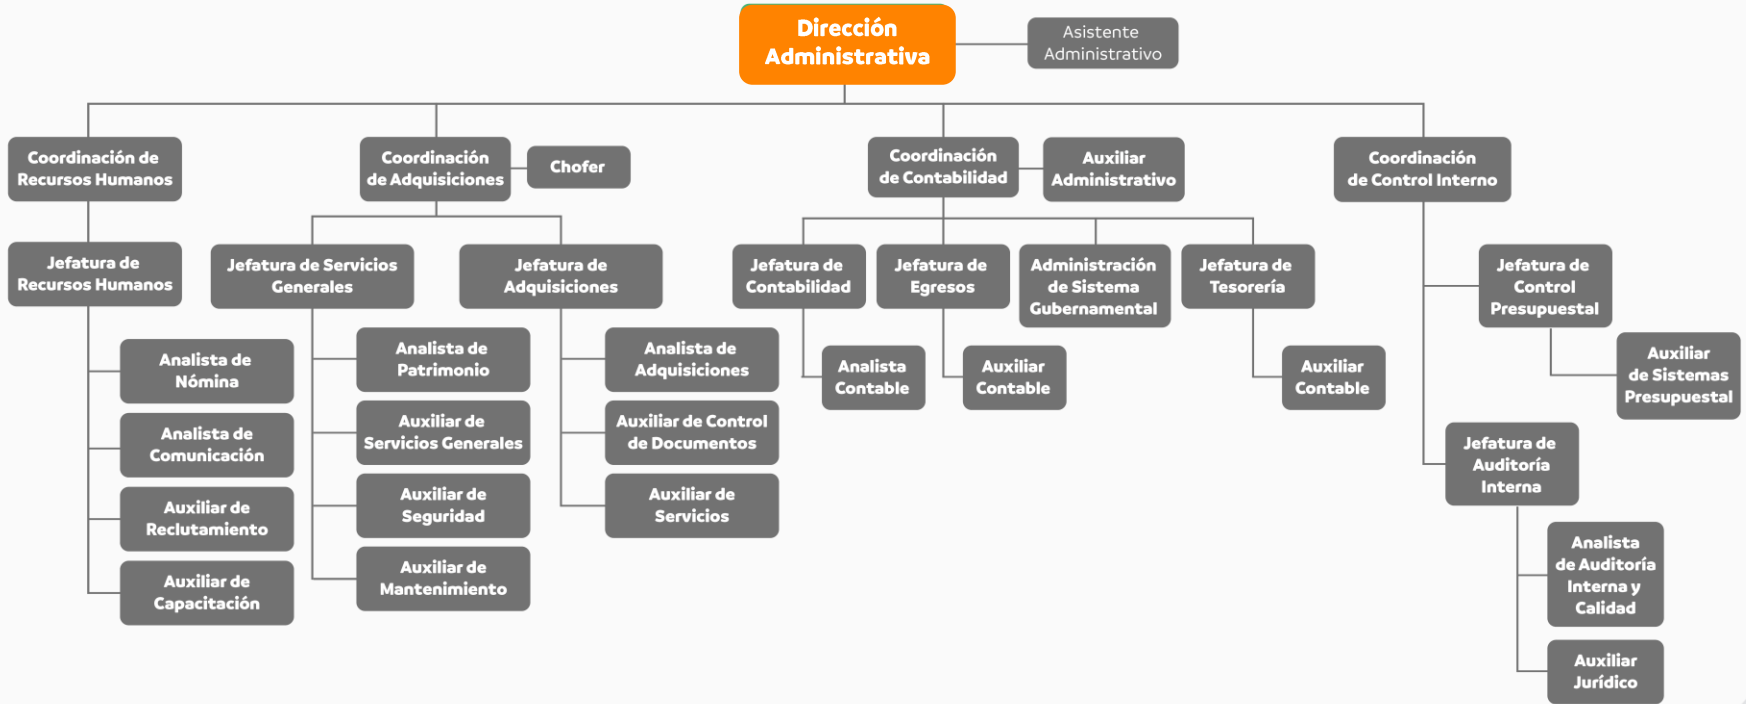 Dirección
Administrativa
Asistente
Administrativo
Coordinación de
Recursos Humanos
Coordinación
de Adquisiciones
Chofer
Coordinación
de Contabilidad
Auxiliar
Administrativo
Coordinación
de Control Interno
Jefatura de
Recursos Humanos
Jefatura de Servicios
Generales
Jefatura de
Adquisiciones
Jefatura de
Contabilidad
Jefatura de
Egresos
Administración
de Sistema
Gubernamental
Jefatura de
Tesorería
Jefatura de
Control
Presupuestal
Analista de
Nómina
Analista de
Comunicación
Auxiliar de
Reclutamiento
Auxiliar de
Capacitación
Analista de
Patrimonio
Auxiliar de
Servicios Generales
Auxiliar de
Seguridad
Auxiliar de
Mantenimiento
Analista de
Adquisiciones
Auxiliar de Control
de Documentos
Auxiliar de
Servicios
Analista
Contable
Auxiliar
Contable
Auxiliar
Contable
Auxiliar
de Sistemas
Presupuestal
Jefatura de
Auditoría
Interna
Analista
de Auditoría
Interna y
Calidad
Auxiliar
Jurídico